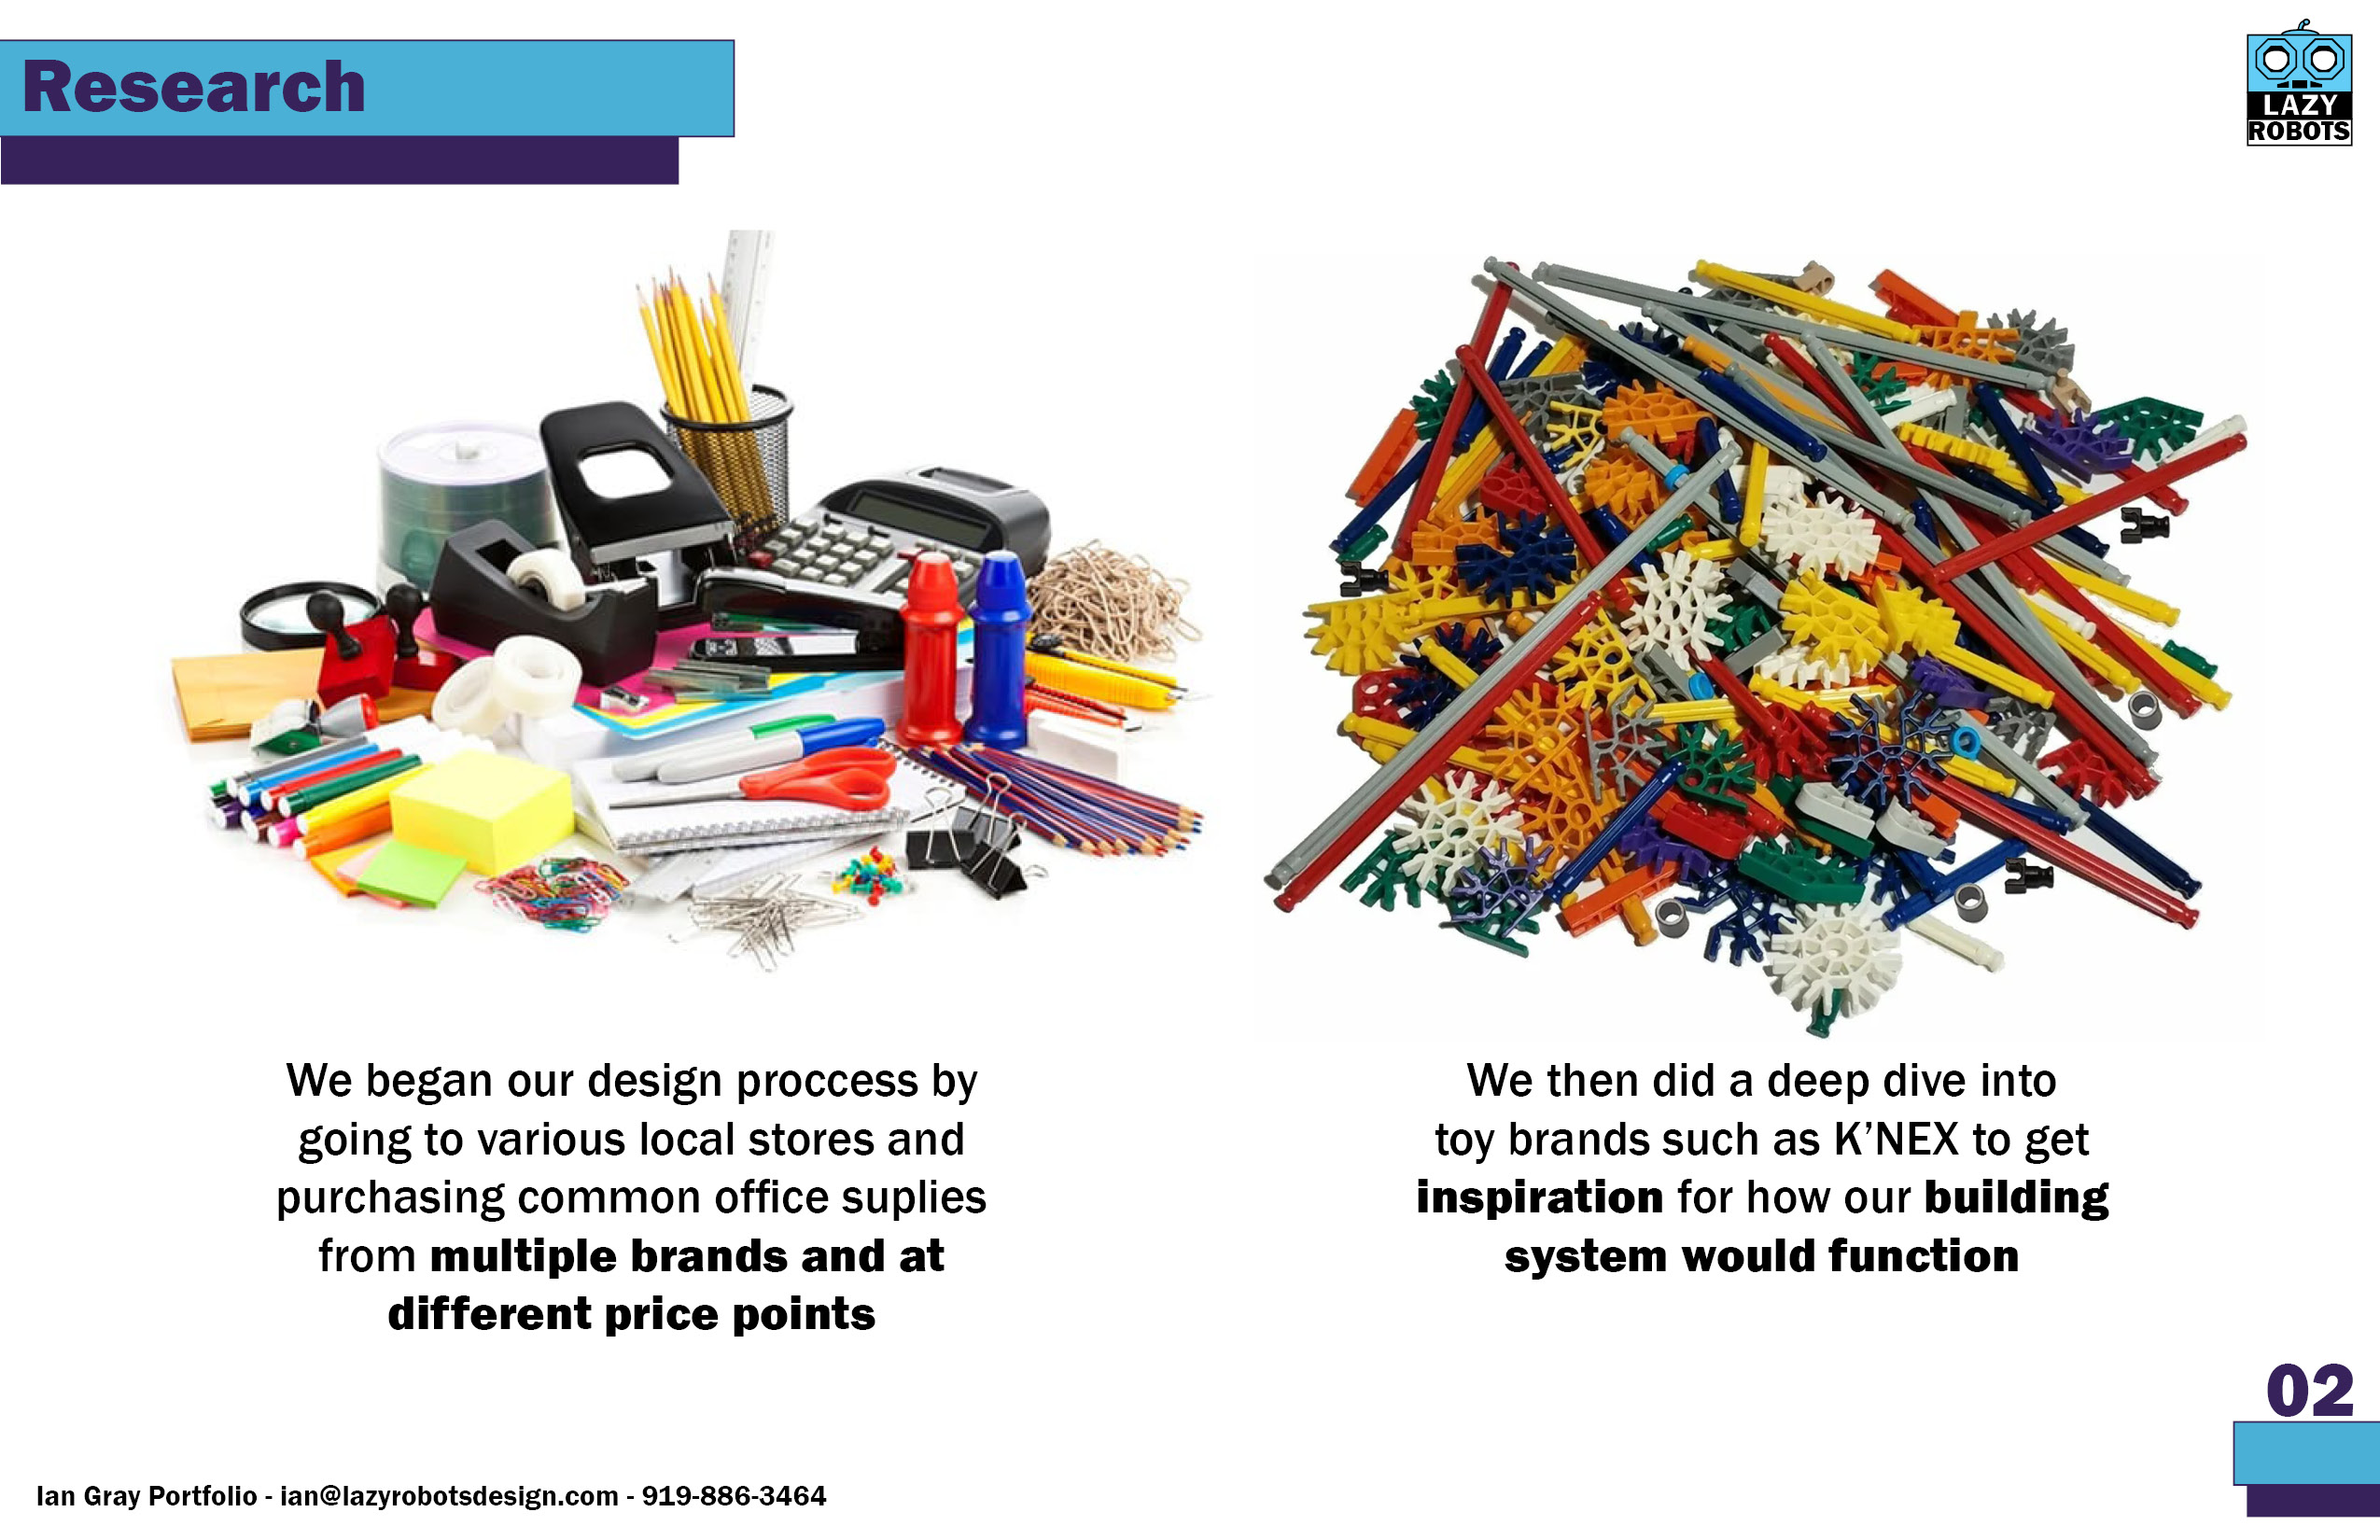 Research
LAZY
ROBOTS
We began our design proccess by
going to various local stores and
purchasing common office suplies
from multiple brands and at
different price points
We then did a deep dive into
toy brands such as K’NEX to get
inspiration for how our building
system would function
02
Ian Gray Portfolio - ian@lazyrobotsdesign.com - 919-886-3464